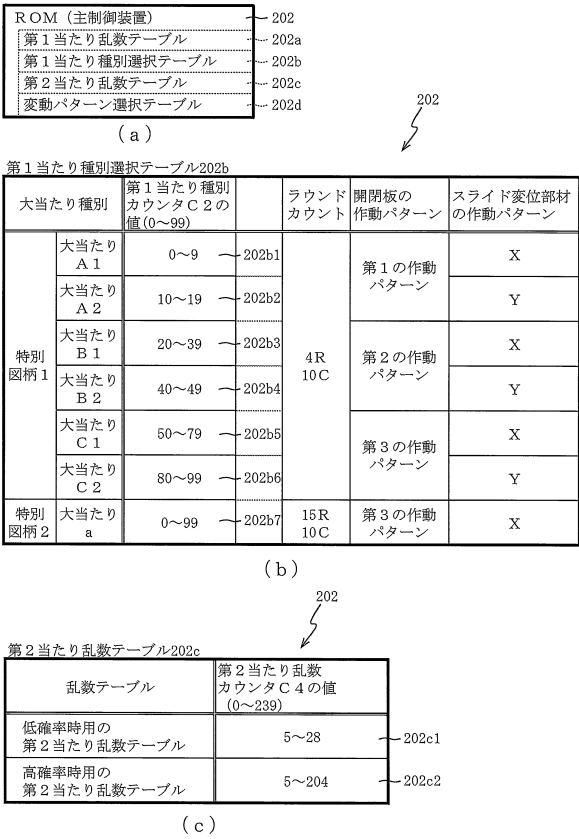 ROM（主制御装置）
202
第１当たり乱数テーブル
202a
第１当たり種別選択テーブル
202b
第２当たり乱数テーブル
202c
変動パターン選択テーブル
202d
(a)
202
第１当たり種別選択テーブル202b
大当たり種別
第１当たり種別
カウンタＣ２の
値(0～99)
ラウンド
カウント
開閉板の
作動パターン
スライド変位部材
の作動パターン
特別
図柄１
大当たり
Ａ１
0～9
202b1
4R
10C
第１の作動
パターン
X
大当たり
Ａ２
10～19
202b2
Y
大当たり
Ｂ１
20～39
202b3
第２の作動
パターン
X
大当たり
Ｂ２
40～49
202b4
Y
大当たり
Ｃ１
50～79
202b5
第３の作動
パターン
X
大当たり
Ｃ２
80～99
202b6
Y
特別
図柄２
大当たり
a
0～99
202b7
15R
10C
第３の作動
パターン
X
(b)
202
第２当たり乱数テーブル202c
乱数テーブル
第２当たり乱数
カウンタＣ４の値
(0～239)
低確率時用の
第２当たり乱数テーブル
5～28
202c1
高確率時用の
第２当たり乱数テーブル
5～204
202c2
(c)